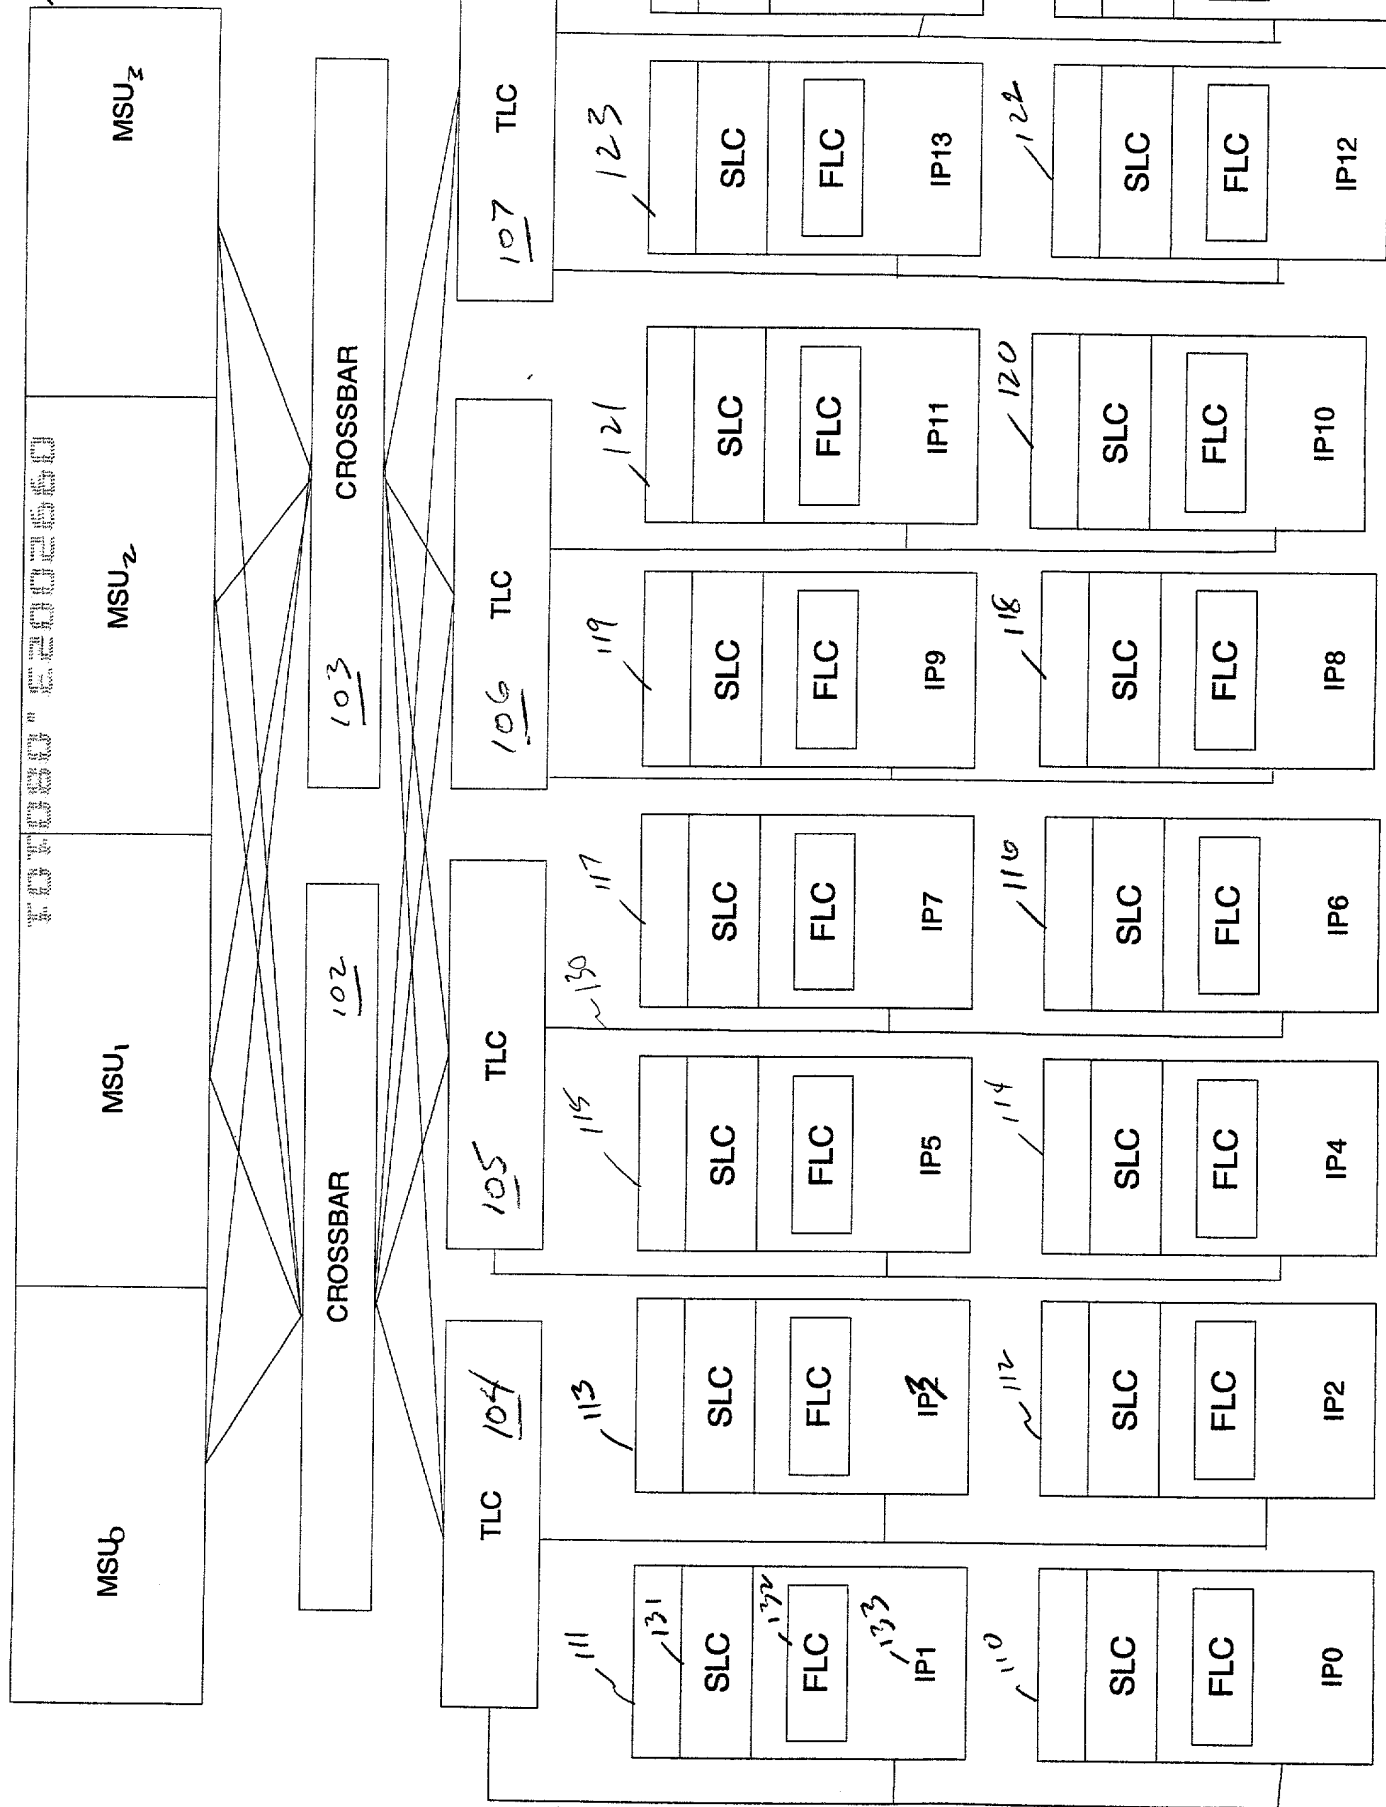 MSU0
MSU1
MSU2
MSU3
CROSSBAR
102
103
CROSSBAR
TLC 104
105 TLC
106 TLC
107 TLC
130
111
131
SLC
132
FLC
133
IP1
113
SLC
FLC
IP3
115
SLC
FLC
IP5
117
SLC
FLC
IP7
119
SLC
FLC
IP9
121
SLC
FLC
IP11
123
SLC
FLC
IP13
110
SLC
FLC
IP0
112
SLC
FLC
IP2
114
SLC
FLC
IP4
116
SLC
FLC
IP6
118
SLC
FLC
IP8
120
SLC
FLC
IP10
122
SLC
FLC
IP12